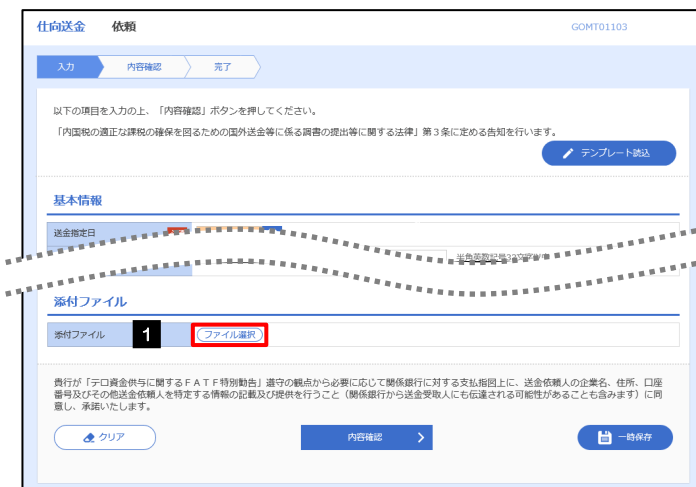 仕向送金 依頼 GOMT01103
入力 内容確認 完了
以下の項目を入力の上、「内容確認」ボタンを押してください。
「内国税の適正な課税の確保を図るための国外送金等に係る調書の提出等に関する法律」第３条に定める告知を行います。
テンプレート読込
基本情報
送金指定日
添付ファイル
添付ファイル 1 ファイル選択
貴行が「テロ資金供与に関するＦＡＴＦ特別勧告」遵守の観点から必要に応じて関係銀行に対する支払指図上に、送金依頼人の企業名、住所、口座
番号及びその他送金依頼人を特定する情報の記載及び提供を行うこと（関係銀行から送金受取人にも伝達される可能性があることも含みます）に同
意し、承諾いたします。
クリア 内容確認 一時保存